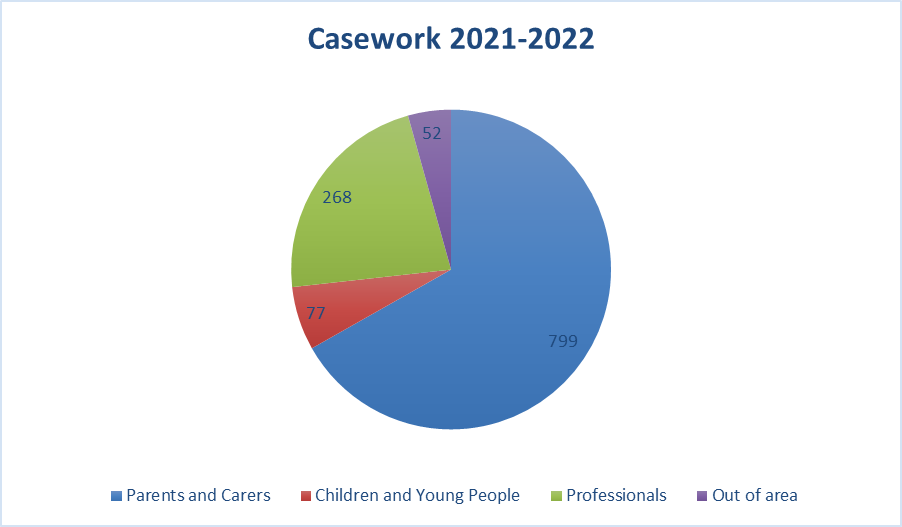 Casework 2021-2022
52
268
77
799
Parents and Carers
Children and Young People
Professionals
Out of area